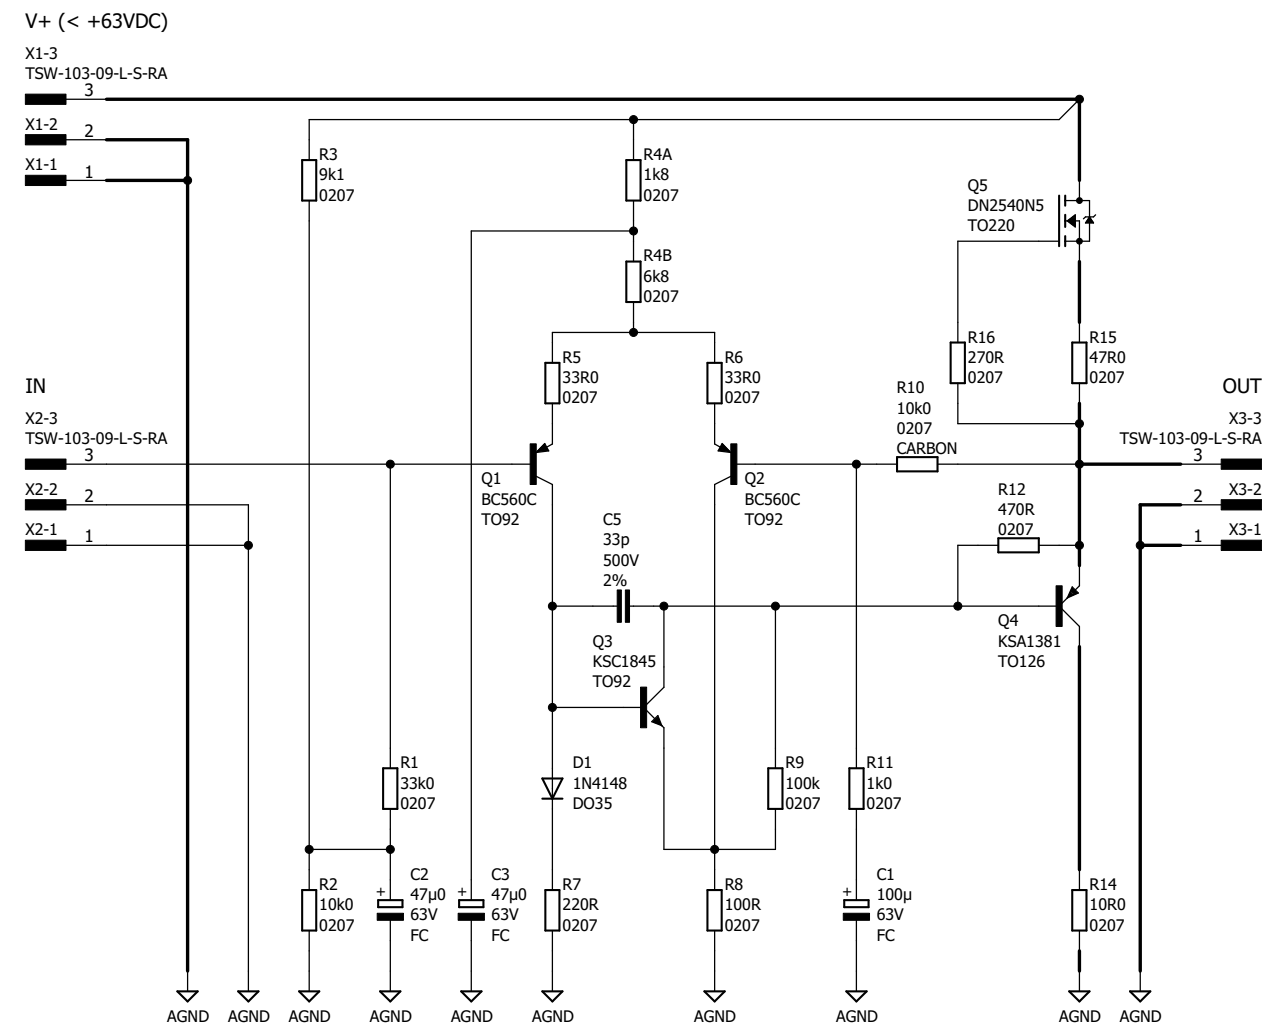 V+ (< +63VDC)
X1-3
TSW-103-09-L-S-RA
3
X1-2
2
X1-1
1
R3
9k1
0207
R4A
1k8
0207
Q5
DN2540N5
TO220
R4B
6k8
0207
R5
33R0
0207
R6
33R0
0207
R16
270R
0207
R15
47R0
0207
IN
X2-3
TSW-103-09-L-S-RA
3
X2-2
2
X2-1
1
R10
10k0
0207
CARBON
OUT
X3-3
TSW-103-09-L-S-RA
3
X3-2
2
X3-1
1
Q1
BC560C
TO92
Q2
BC560C
TO92
R12
470R
0207
C5
33p
500V
2%
Q3
KSC1845
TO92
Q4
KSA1381
TO126
R1
33k0
0207
D1
1N4148
DO35
R9
100k
0207
R11
1k0
0207
R2
10k0
0207
+
C2
47µ0
63V
FC
+
C3
47µ0
63V
FC
R7
220R
0207
R8
100R
0207
+
C1
100µ
63V
FC
R14
10R0
0207
AGND
AGND
AGND
AGND
AGND
AGND
AGND
AGND
AGND
AGND